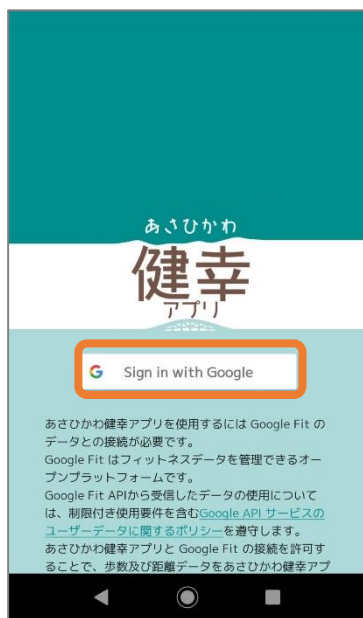 あさひかわ
健幸
アプリ
Sign in with Google
あさひかわ健幸アプリを使用するには Google Fit の
データとの接続が必要です。
Google Fit はフィットネスデータを管理できるオー
プンプラットフォームです。
Google Fit APIから受信したデータの使用について
は、制限付き使用要件を含むGoogle API サービスの
ユーザーデータに関するポリシーを遵守します。
あさひかわ健幸アプリと Google Fit の接続を許可す
ることで、歩数及び距離データをあさひかわ健幸アプ